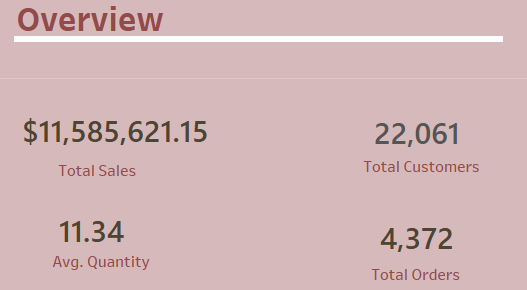 Overview
$11,585,621.15
Total Sales
22,061
Total Customers
11.34
Avg. Quantity
4,372
Total Orders